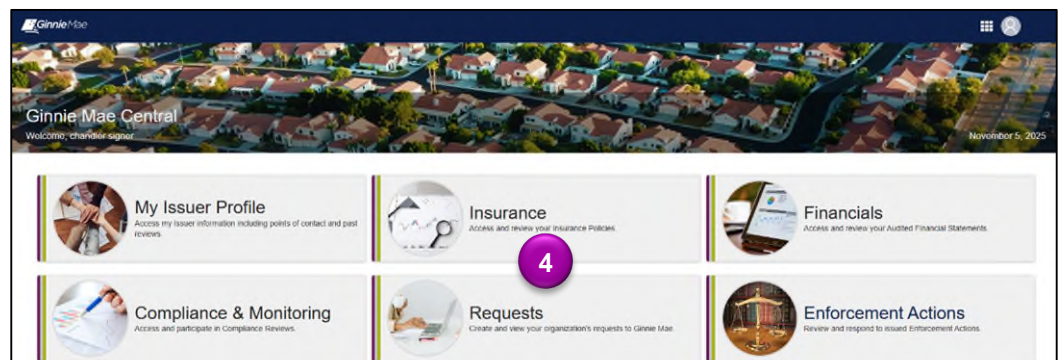 GinnieMae
Ginnie Mae Central
Welcome, chandler signor
November 5, 2025
My Issuer Profile
Access my issuer information including points of contact and past
reviews.
Insurance
Access and review your Insurance Policies.
Financials
Access and review your Audited Financial Statements.
4
Compliance & Monitoring
Access and participate in Compliance Reviews.
Requests
Create and view your organization's requests to Ginnie Mae.
Enforcement Actions
Review and respond to issued Enforcement Actions.